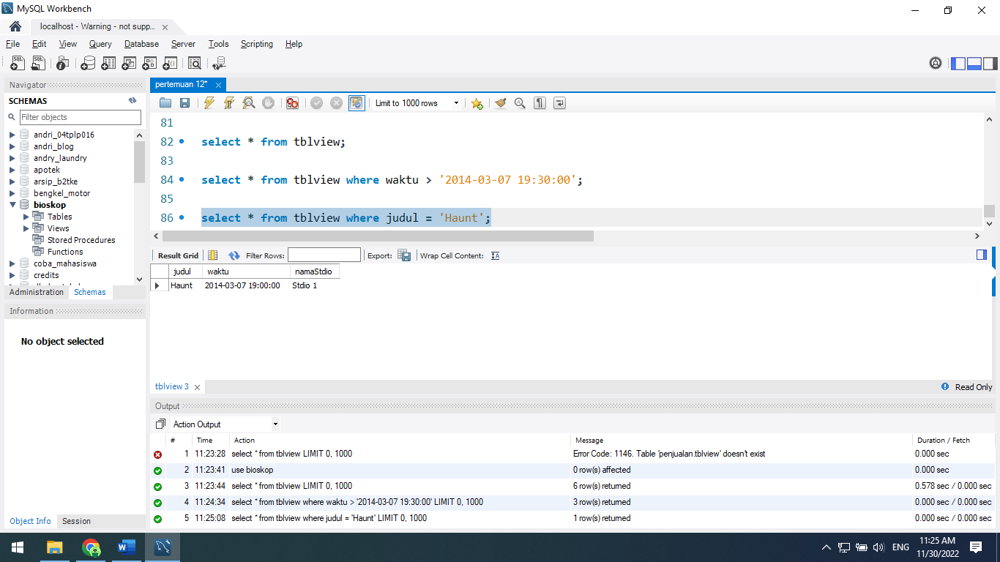 MySQL Workbench
localhost - Warning - not supp...
File Edit View Query Database Server Tools Scripting Help
Navigator
SCHEMAS
Filter objects
andri_04tplp016
andri_blog
andry_laundry
apotek
arsip_b2tke
bengkel_motor
bioskop
Tables
Views
Stored Procedures
Functions
coba_mahasiswa
credits
Administration Schemas
Information
No object selected
Object Info Session
pertemuan 12*
Limit to 1000 rows
81
82 select * from tblview;
83
84 select * from tblview where waktu > '2014-03-07 19:30:00';
85
86 select * from tblview where judul = 'Haunt';
Result Grid Filter Rows: Export: Wrap Cell Content:
judul waktu namaStdio
Haunt 2014-03-07 19:00:00 Stdio 1
tblview 3 Read Only
Output
Action Output
# Time Action Message Duration / Fetch
1 11:23:28 select * from tblview LIMIT 0, 1000 Error Code: 1146. Table 'penjualan.tblview' doesn't exist 0.000 sec
2 11:23:41 use bioskop 0 row(s) affected 0.000 sec
3 11:23:44 select * from tblview LIMIT 0, 1000 6 row(s) returned 0.578 sec / 0.000 sec
4 11:24:34 select * from tblview where waktu > '2014-03-07 19:30:00' LIMIT 0, 1000 3 row(s) returned 0.000 sec / 0.000 sec
5 11:25:08 select * from tblview where judul = 'Haunt' LIMIT 0, 1000 1 row(s) returned 0.000 sec / 0.000 sec
ENG
11:25 AM
11/30/2022